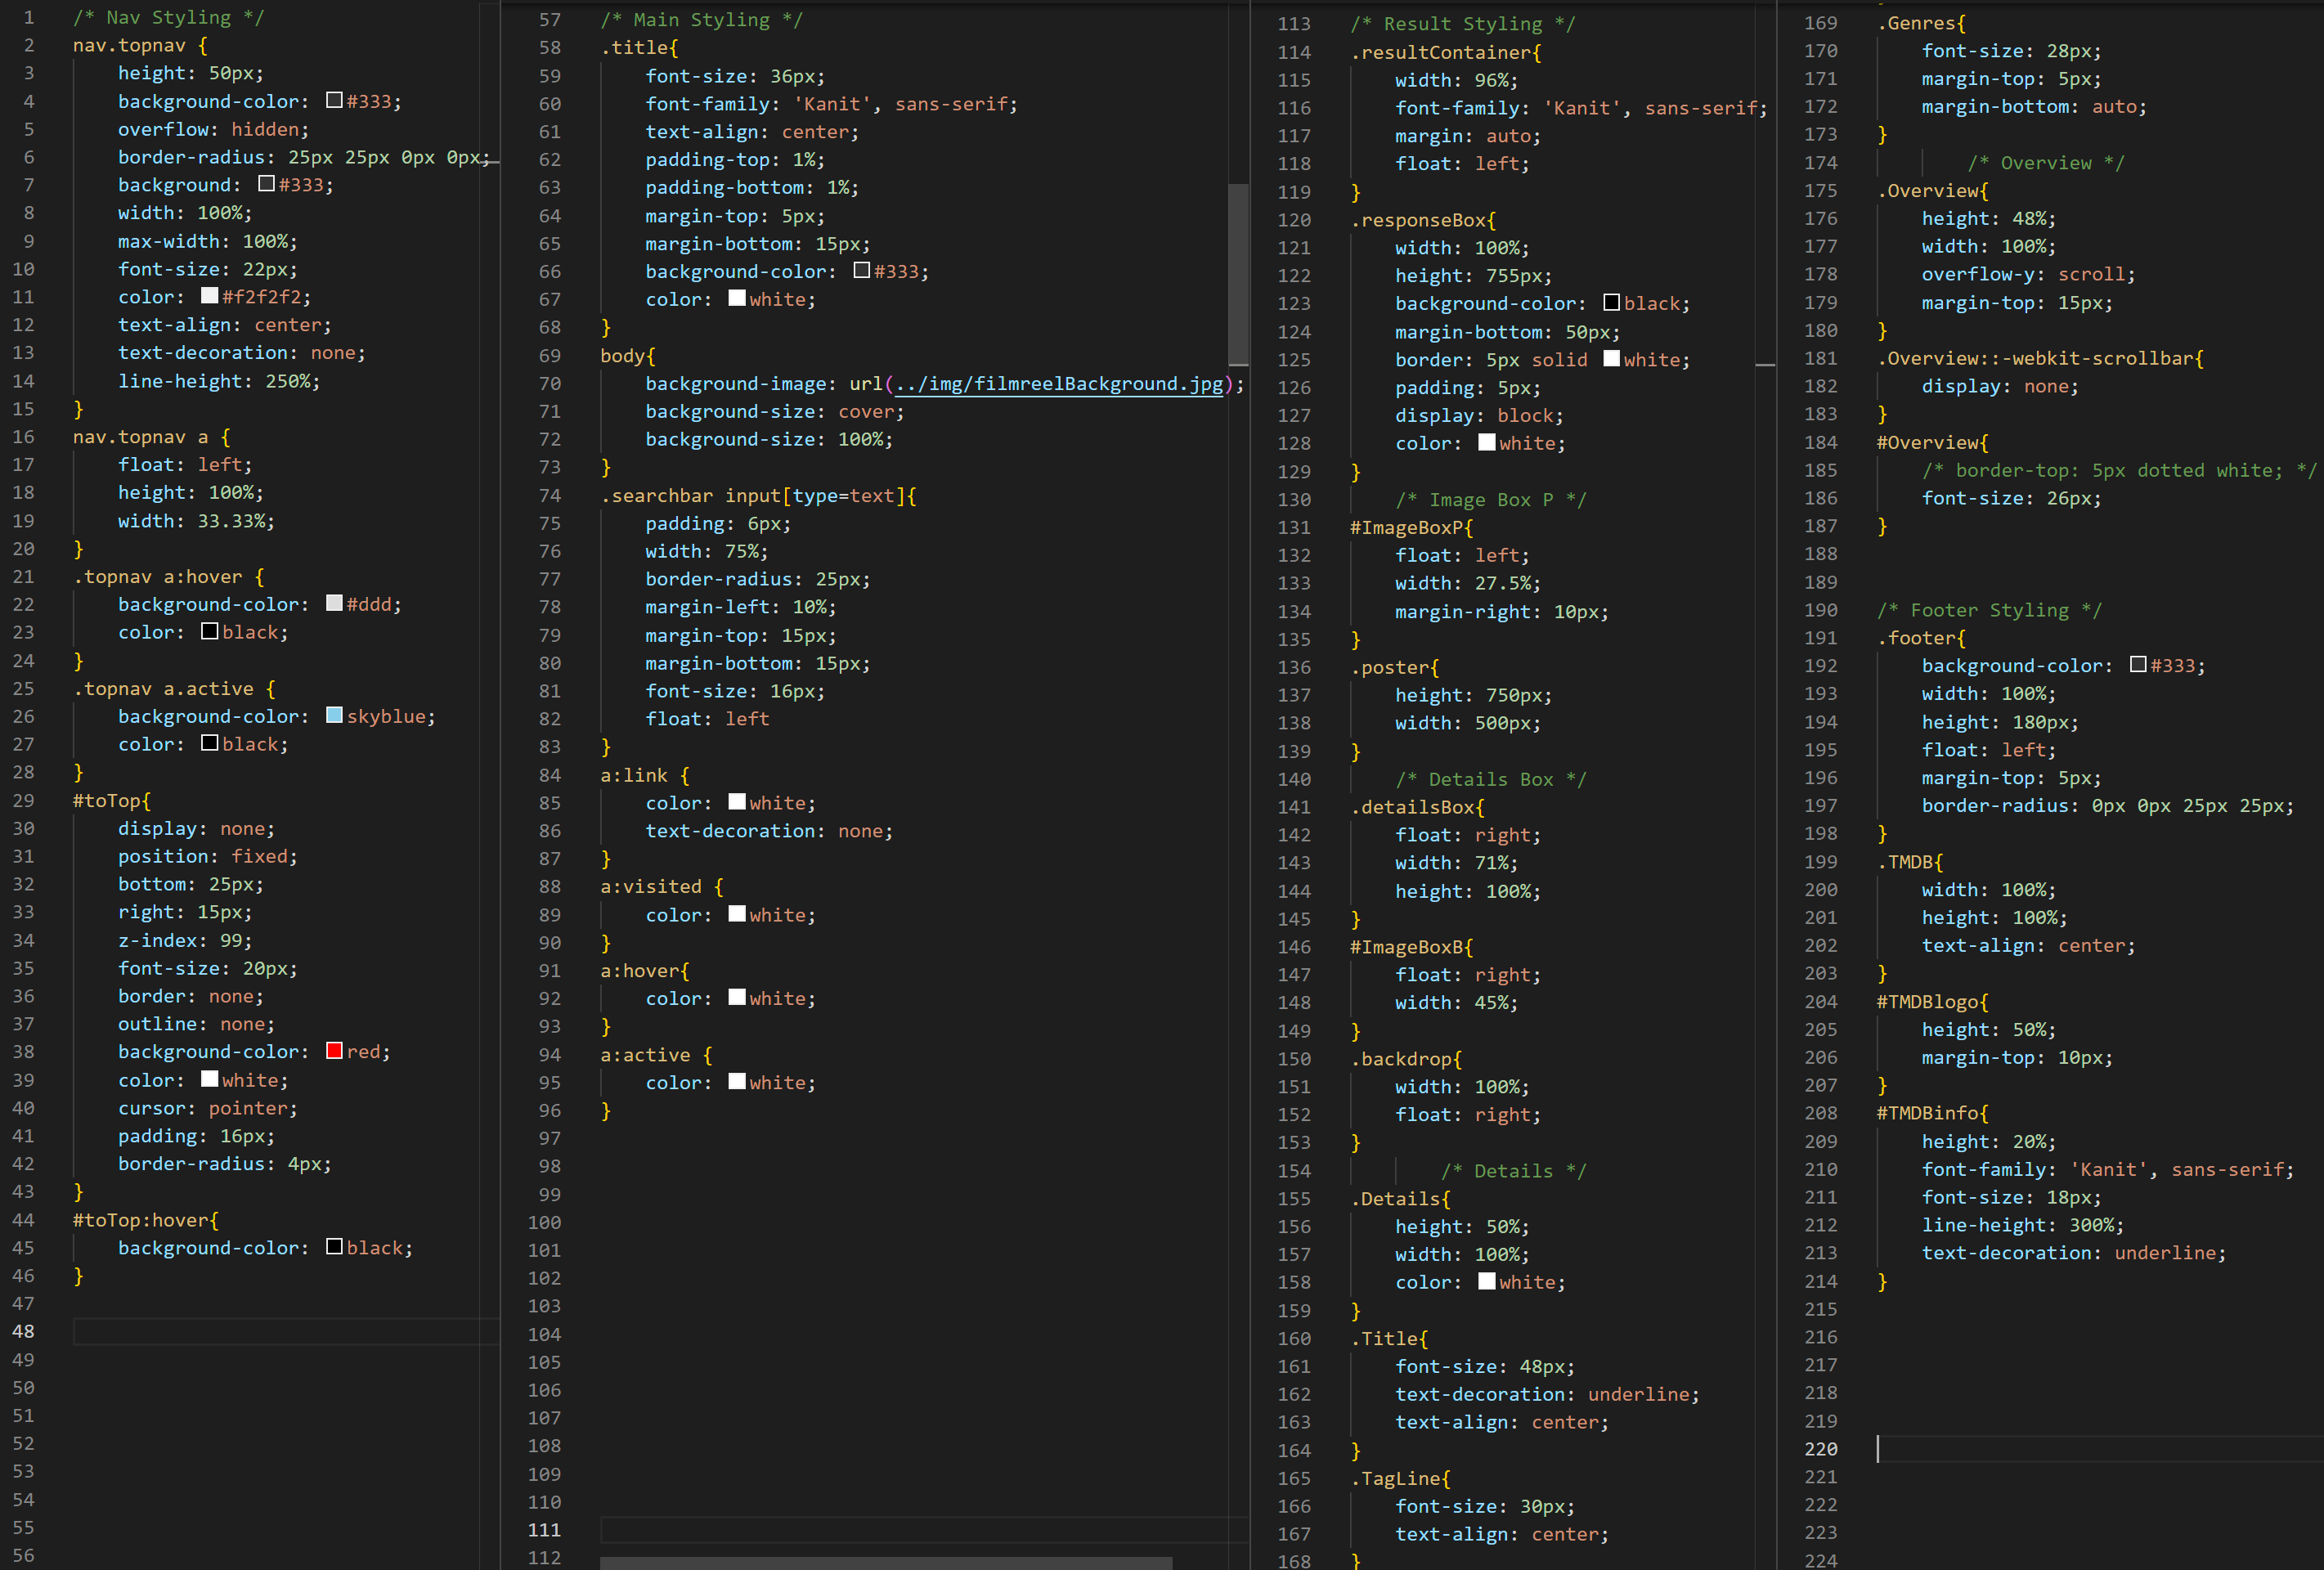 1 /* Nav Styling */
2 nav.topnav {
3 height: 50px;
4 background-color: #333;
5 overflow: hidden;
6 border-radius: 25px 25px 0px 0px;
7 background: #333;
8 width: 100%;
9 max-width: 100%;
10 font-size: 22px;
11 color: #f2f2f2;
12 text-align: center;
13 text-decoration: none;
14 line-height: 250%;
15 }
16 nav.topnav a {
17 float: left;
18 height: 100%;
19 width: 33.33%;
20 }
21 .topnav a:hover {
22 background-color: #ddd;
23 color: black;
24 }
25 .topnav a.active {
26 background-color: skyblue;
27 color: black;
28 }
29 #toTop{
30 display: none;
31 position: fixed;
32 bottom: 25px;
33 right: 15px;
34 z-index: 99;
35 font-size: 20px;
36 border: none;
37 outline: none;
38 background-color: red;
39 color: white;
40 cursor: pointer;
41 padding: 16px;
42 border-radius: 4px;
43 }
44 #toTop:hover{
45 background-color: black;
46 }
47
48
49
50
51
52
53
54
55
56
57 /* Main Styling */
58 .title{
59 font-size: 36px;
60 font-family: 'Kanit', sans-serif;
61 text-align: center;
62 padding-top: 1%;
63 padding-bottom: 1%;
64 margin-top: 5px;
65 margin-bottom: 15px;
66 background-color: #333;
67 color: white;
68 }
69 body{
70 background-image: url(../img/filmreelBackground.jpg);
71 background-size: cover;
72 background-size: 100%;
73 }
74 .searchbar input[type=text]{
75 padding: 6px;
76 width: 75%;
77 border-radius: 25px;
78 margin-left: 10%;
79 margin-top: 15px;
80 margin-bottom: 15px;
81 font-size: 16px;
82 float: left
83 }
84 a:link {
85 color: white;
86 text-decoration: none;
87 }
88 a:visited {
89 color: white;
90 }
91 a:hover{
92 color: white;
93 }
94 a:active {
95 color: white;
96 }
97
98
99
100
101
102
103
104
105
106
107
108
109
110
111
112
113 /* Result Styling */
114 .resultContainer{
115 width: 96%;
116 font-family: 'Kanit', sans-serif;
117 margin: auto;
118 float: left;
119 }
120 .responseBox{
121 width: 100%;
122 height: 755px;
123 background-color: black;
124 margin-bottom: 50px;
125 border: 5px solid white;
126 padding: 5px;
127 display: block;
128 color: white;
129 }
130 /* Image Box P */
131 #ImageBoxP{
132 float: left;
133 width: 27.5%;
134 margin-right: 10px;
135 }
136 .poster{
137 height: 750px;
138 width: 500px;
139 }
140 /* Details Box */
141 .detailsBox{
142 float: right;
143 width: 71%;
144 height: 100%;
145 }
146 #ImageBoxB{
147 float: right;
148 width: 45%;
149 }
150 .backdrop{
151 width: 100%;
152 float: right;
153 }
154 /* Details */
155 .Details{
156 height: 50%;
157 width: 100%;
158 color: white;
159 }
160 .Title{
161 font-size: 48px;
162 text-decoration: underline;
163 text-align: center;
164 }
165 .TagLine{
166 font-size: 30px;
167 text-align: center;
168 }
169 .Genres{
170 font-size: 28px;
171 margin-top: 5px;
172 margin-bottom: auto;
173 }
174 /* Overview */
175 .Overview{
176 height: 48%;
177 width: 100%;
178 overflow-y: scroll;
179 margin-top: 15px;
180 }
181 .Overview::-webkit-scrollbar{
182 display: none;
183 }
184 #Overview{
185 /* border-top: 5px dotted white; */
186 font-size: 26px;
187 }
188
189
190 /* Footer Styling */
191 .footer{
192 background-color: #333;
193 width: 100%;
194 height: 180px;
195 float: left;
196 margin-top: 5px;
197 border-radius: 0px 0px 25px 25px;
198 }
199 .TMDB{
200 width: 100%;
201 height: 100%;
202 text-align: center;
203 }
204 #TMDBlogo{
205 height: 50%;
206 margin-top: 10px;
207 }
208 #TMDBinfo{
209 height: 20%;
210 font-family: 'Kanit', sans-serif;
211 font-size: 18px;
212 line-height: 300%;
213 text-decoration: underline;
214 }
215
216
217
218
219
220
221
222
223
224